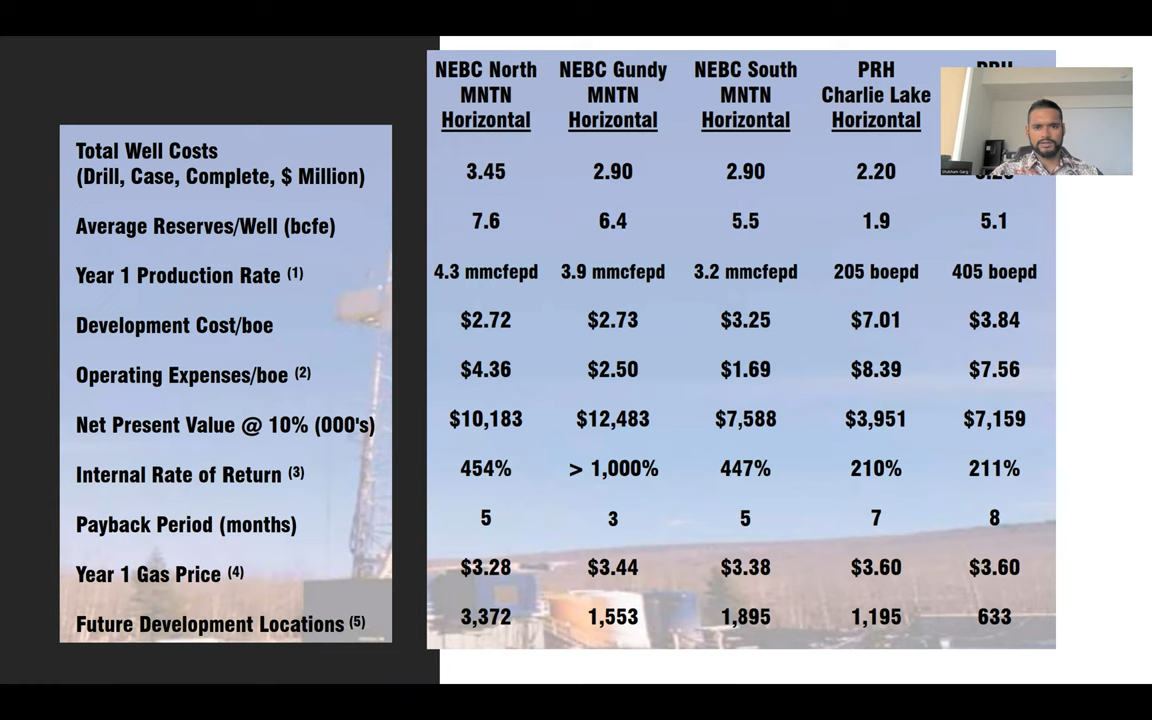 NEBC North NEBC Gundy NEBC South PRH PRH
MNTN MNTN MNTN Charlie Lake
Horizontal Horizontal Horizontal Horizontal
Total Well Costs
(Drill, Case, Complete, $ Million) 3.45 2.90 2.90 2.20
Average Reserves/Well (bcfe) 7.6 6.4 5.5 1.9 5.1
Year 1 Production Rate (1) 4.3 mmcfepd 3.9 mmcfepd 3.2 mmcfepd 205 boepd 405 boepd
Development Cost/boe $2.72 $2.73 $3.25 $7.01 $3.84
Operating Expenses/boe (2) $4.36 $2.50 $1.69 $8.39 $7.56
Net Present Value @ 10% (000's) $10,183 $12,483 $7,588 $3,951 $7,159
Internal Rate of Return (3) 454% > 1,000% 447% 210% 211%
Payback Period (months) 5 3 5 7 8
Year 1 Gas Price (4) $3.28 $3.44 $3.38 $3.60 $3.60
Future Development Locations (5) 3,372 1,553 1,895 1,195 633